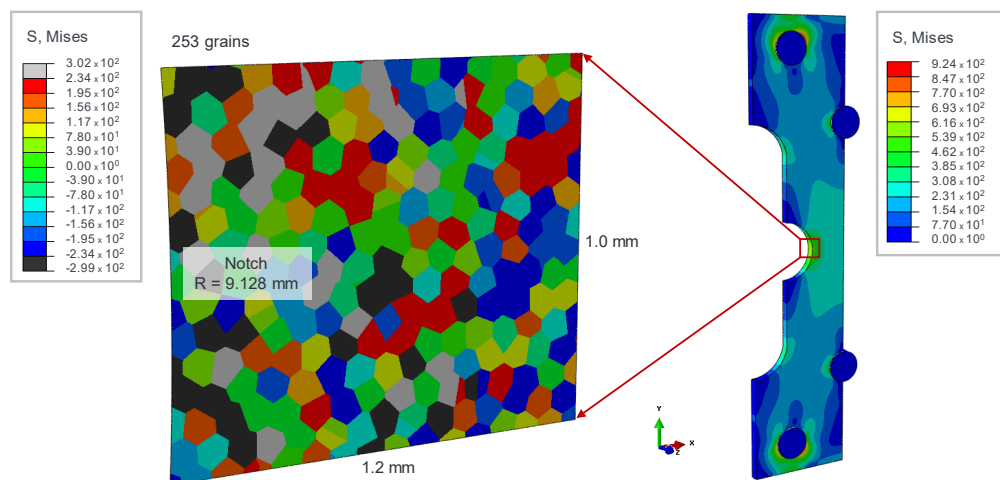 S, Mises
3.02 x 10²
2.34 x 10²
1.95 x 10²
1.56 x 10²
1.17 x 10²
7.80 x 10¹
3.90 x 10¹
0.00 x 10⁰
-3.90 x 10¹
-7.80 x 10¹
-1.17 x 10²
-1.56 x 10²
-1.95 x 10²
-2.34 x 10²
-2.99 x 10²
253 grains
Notch
R = 9.128 mm
1.0 mm
1.2 mm
Y
X
Z
S, Mises
9.24 x 10²
8.47 x 10²
7.70 x 10²
6.93 x 10²
6.16 x 10²
5.39 x 10²
4.62 x 10²
3.85 x 10²
3.08 x 10²
2.31 x 10²
1.54 x 10²
7.70 x 10¹
0.00 x 10⁰